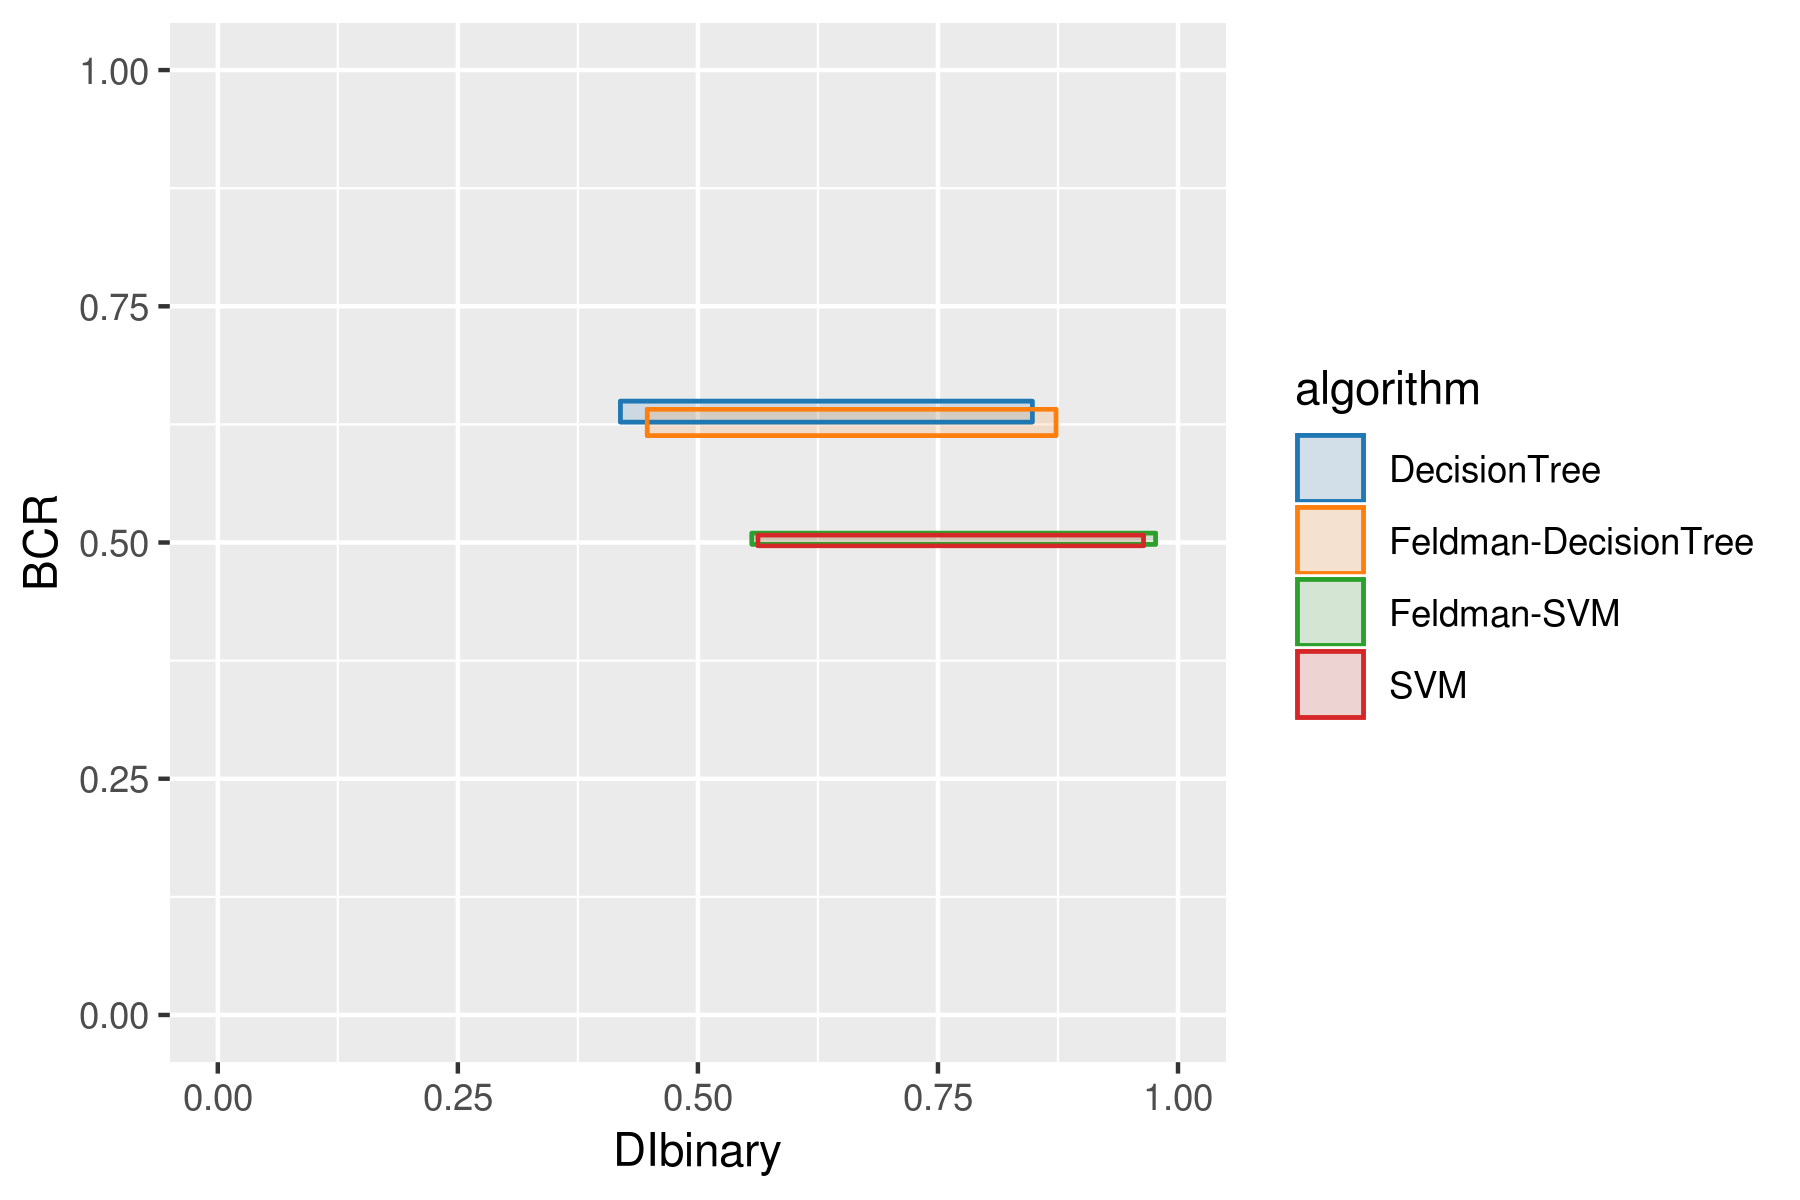 1.00
0.75
0.50
0.25
0.00
BCR
0.00 0.25 0.50 0.75 1.00
DIbinary
algorithm
DecisionTree
Feldman-DecisionTree
Feldman-SVM
SVM